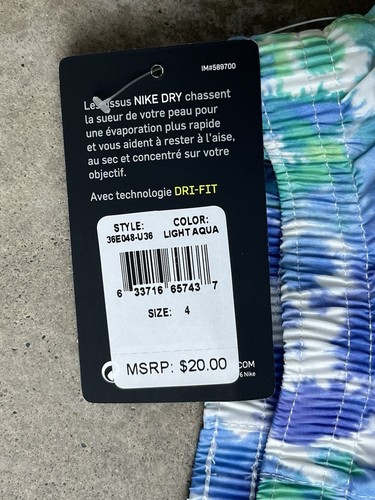 IM#589700
Les tissus NIKE DRY chassent
la sueur de votre peau pour
une évaporation plus rapide
et vous aident à rester à l'aise,
au sec et concentré sur votre
objectif.
Avec technologie DRI-FIT
STYLE: COLOR:
36E048-U36 LIGHT AQUA
6 33716 65743 7
SIZE: 4
MSRP: $20.00
.COM
6 Nike